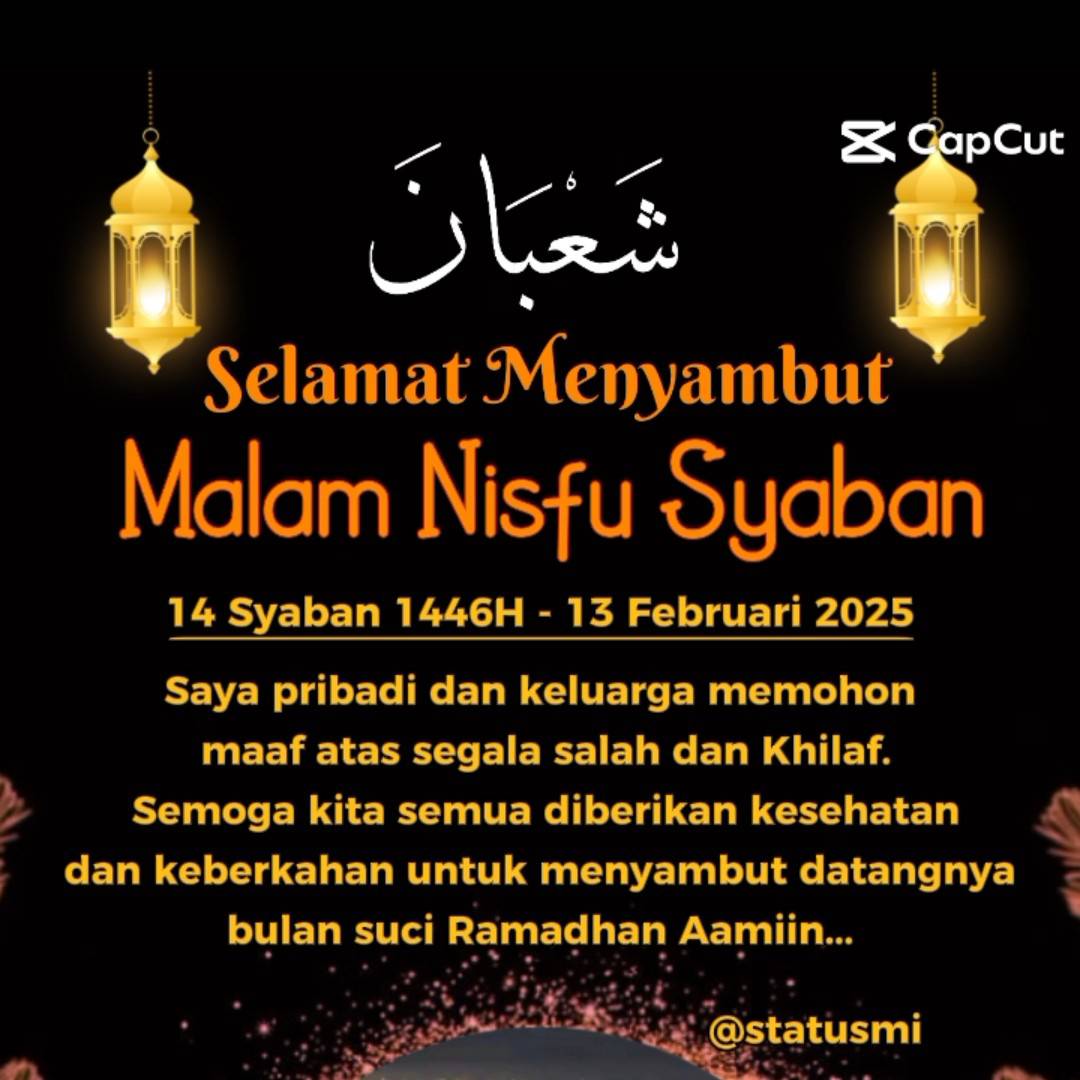 CapCut
شَعْبَانَ
Selamat Menyambut
Malam Nisfu Syaban
14 Syaban 1446H - 13 Februari 2025
Saya pribadi dan keluarga memohon
maaf atas segala salah dan Khilaf.
Semoga kita semua diberikan kesehatan
dan keberkahan untuk menyambut datangnya
bulan suci Ramadhan Aamiin...
@statusmi